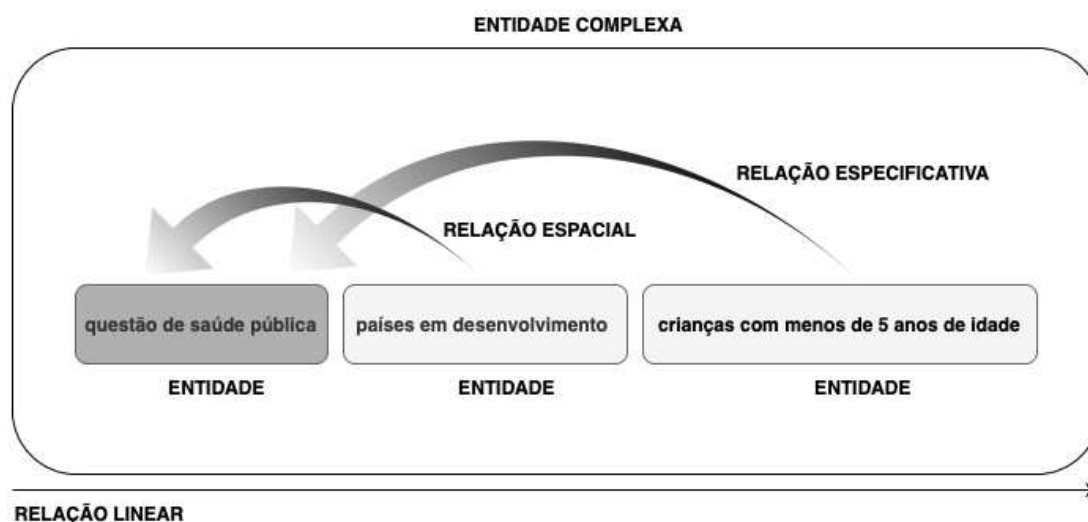 ENTIDADE COMPLEXA
RELAÇÃO ESPECIFICATIVA
RELAÇÃO ESPACIAL
questão de saúde pública
países em desenvolvimento
crianças com menos de 5 anos de idade
ENTIDADE
ENTIDADE
ENTIDADE
RELAÇÃO LINEAR